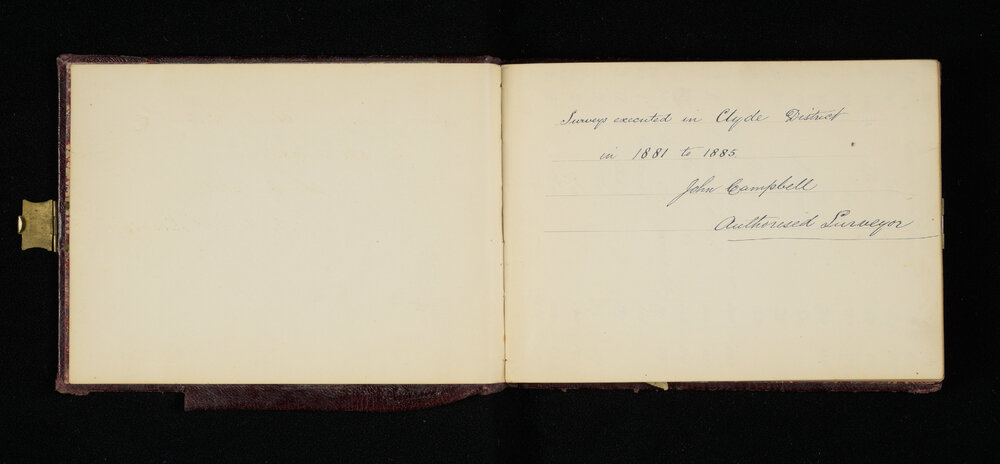 Surveys executed in Clyde District
in 1881 to 1885
John Campbell
Authorised Surveyor